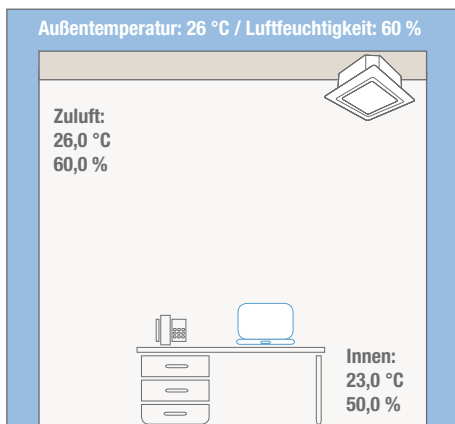 Außentemperatur: 26 °C / Luftfeuchtigkeit: 60 %
Zuluft:
26,0 °C
60,0 %
Innen:
23,0 °C
50,0 %